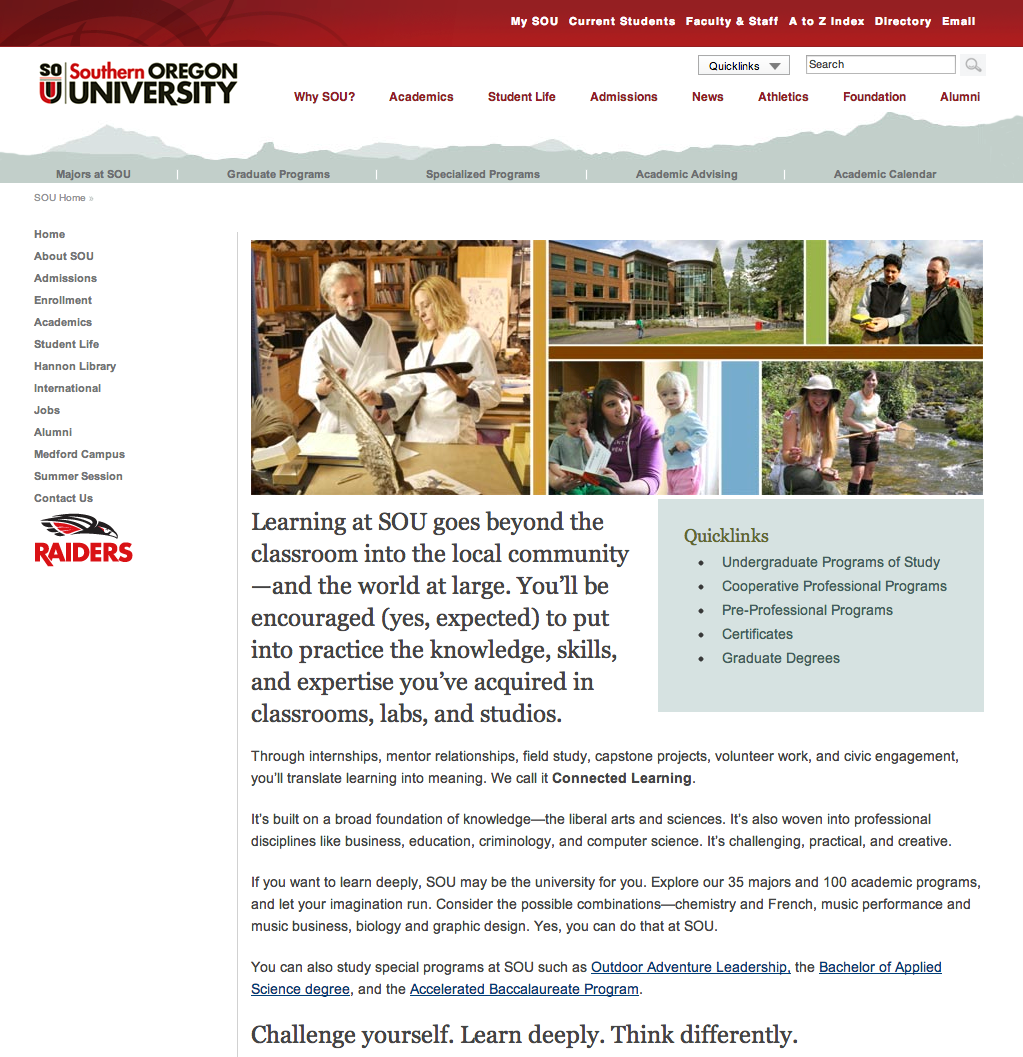 My SOU Current Students Faculty & Staff A to Z Index Directory Email
SO U Southern OREGON UNIVERSITY
Quicklinks
Search
Why SOU? Academics Student Life Admissions News Athletics Foundation Alumni
Majors at SOU Graduate Programs Specialized Programs Academic Advising Academic Calendar
SOU Home »
Home
About SOU
Admissions
Enrollment
Academics
Student Life
Hannon Library
International
Jobs
Alumni
Medford Campus
Summer Session
Contact Us
RAIDERS
Learning at SOU goes beyond the
classroom into the local community
—and the world at large. You’ll be
encouraged (yes, expected) to put
into practice the knowledge, skills,
and expertise you’ve acquired in
classrooms, labs, and studios.
Quicklinks
• Undergraduate Programs of Study
• Cooperative Professional Programs
• Pre-Professional Programs
• Certificates
• Graduate Degrees
Through internships, mentor relationships, field study, capstone projects, volunteer work, and civic engagement,
you’ll translate learning into meaning. We call it Connected Learning.
It’s built on a broad foundation of knowledge—the liberal arts and sciences. It’s also woven into professional
disciplines like business, education, criminology, and computer science. It’s challenging, practical, and creative.
If you want to learn deeply, SOU may be the university for you. Explore our 35 majors and 100 academic programs,
and let your imagination run. Consider the possible combinations—chemistry and French, music performance and
music business, biology and graphic design. Yes, you can do that at SOU.
You can also study special programs at SOU such as Outdoor Adventure Leadership, the Bachelor of Applied
Science degree, and the Accelerated Baccalaureate Program.
Challenge yourself. Learn deeply. Think differently.